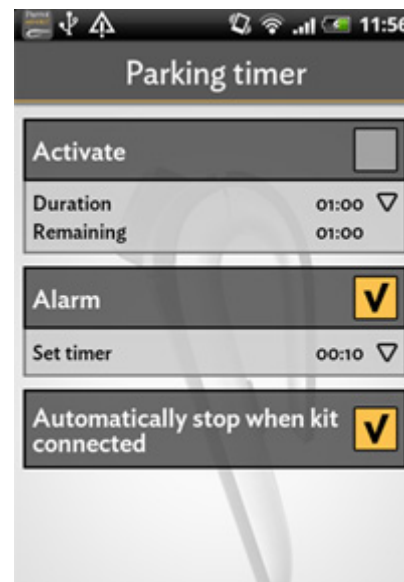 11:56
Parking timer
Activate
Duration 01:00
Remaining 01:00
Alarm
Set timer 00:10
Automatically stop when kit
connected